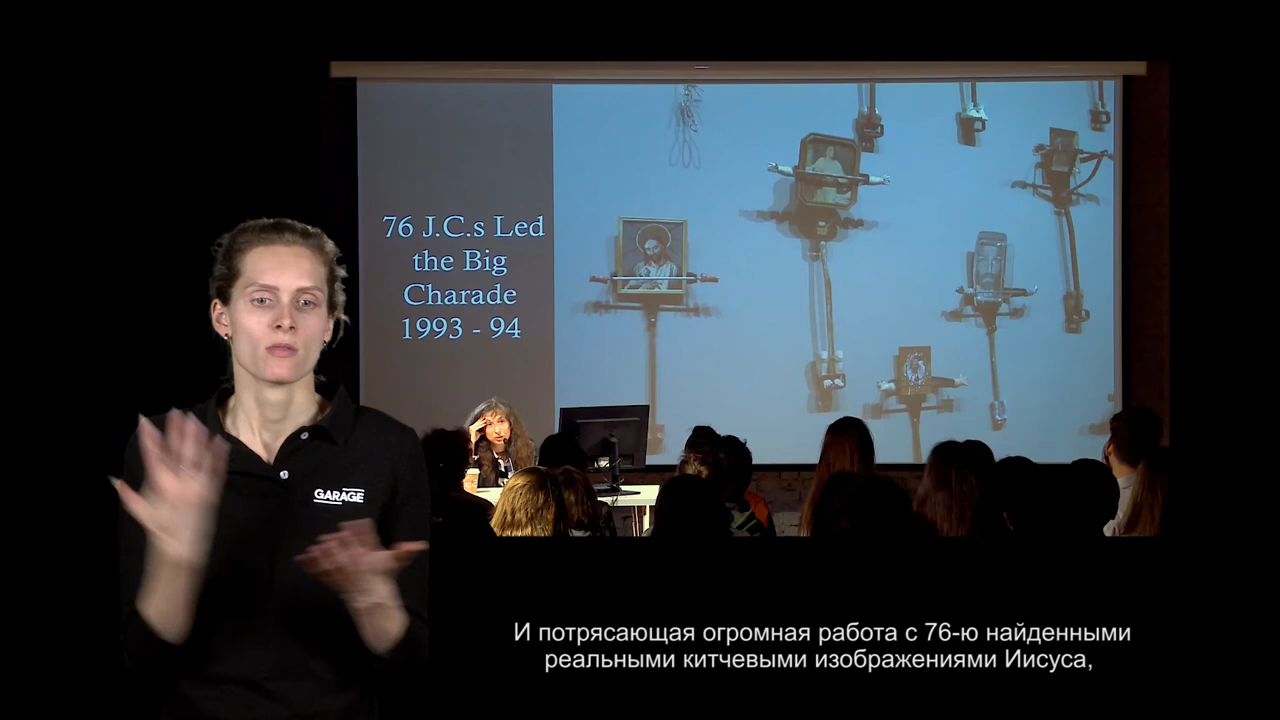 76 J.C.s Led
the Big
Charade
1993 - 94
GARAGE
И потрясающая огромная работа с 76-ю найденными
реальными китчевыми изображениями Иисуса,